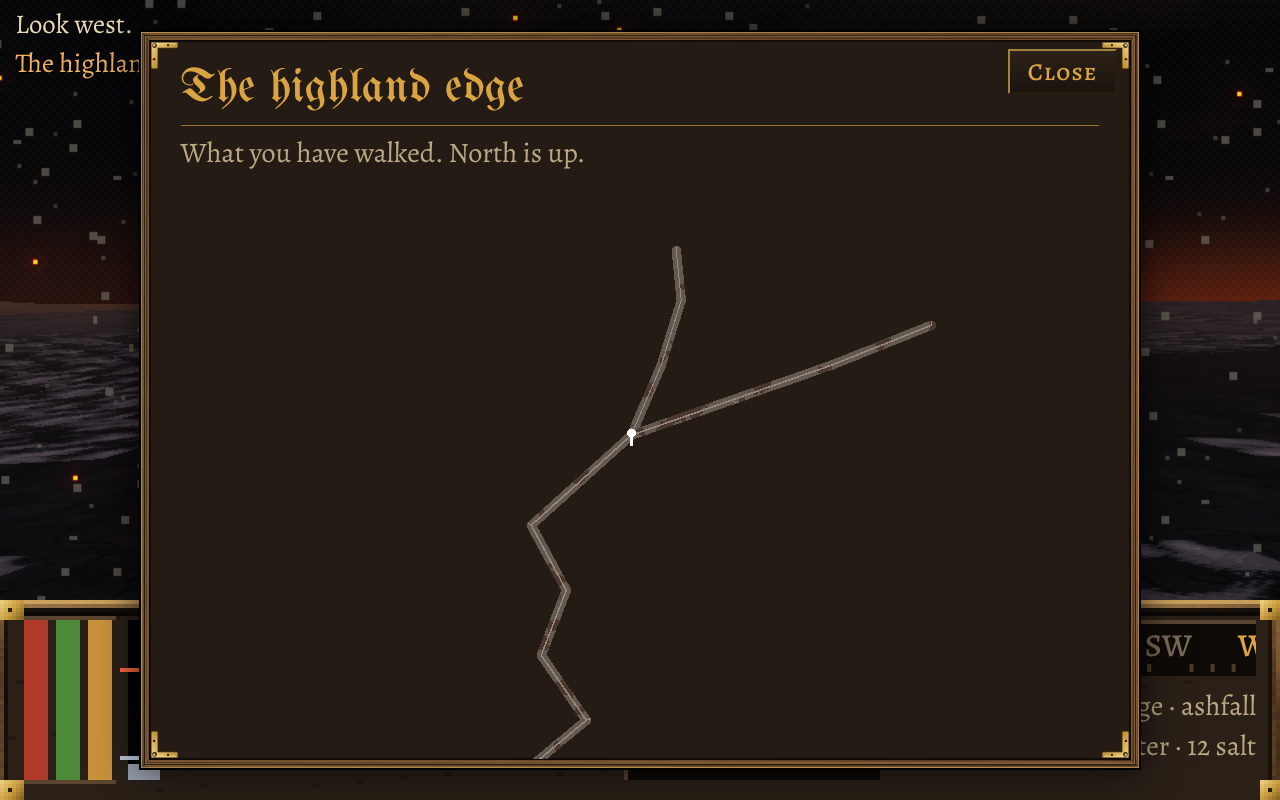 Look west.
The highlan
The highland edge
Close
What you have walked. North is up.
SW W
ge · ashfall
ter · 12 salt